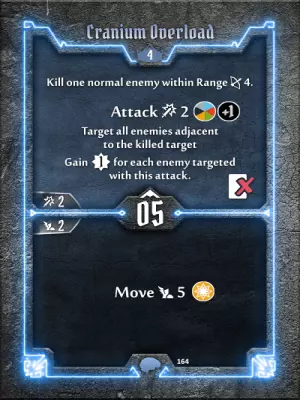 Cranium Overload
4
Kill one normal enemy within Range 4.
Attack 2 +1
Target all enemies adjacent
to the killed target
Gain 1 for each enemy targeted
with this attack.
2
05
2
Move 5
164